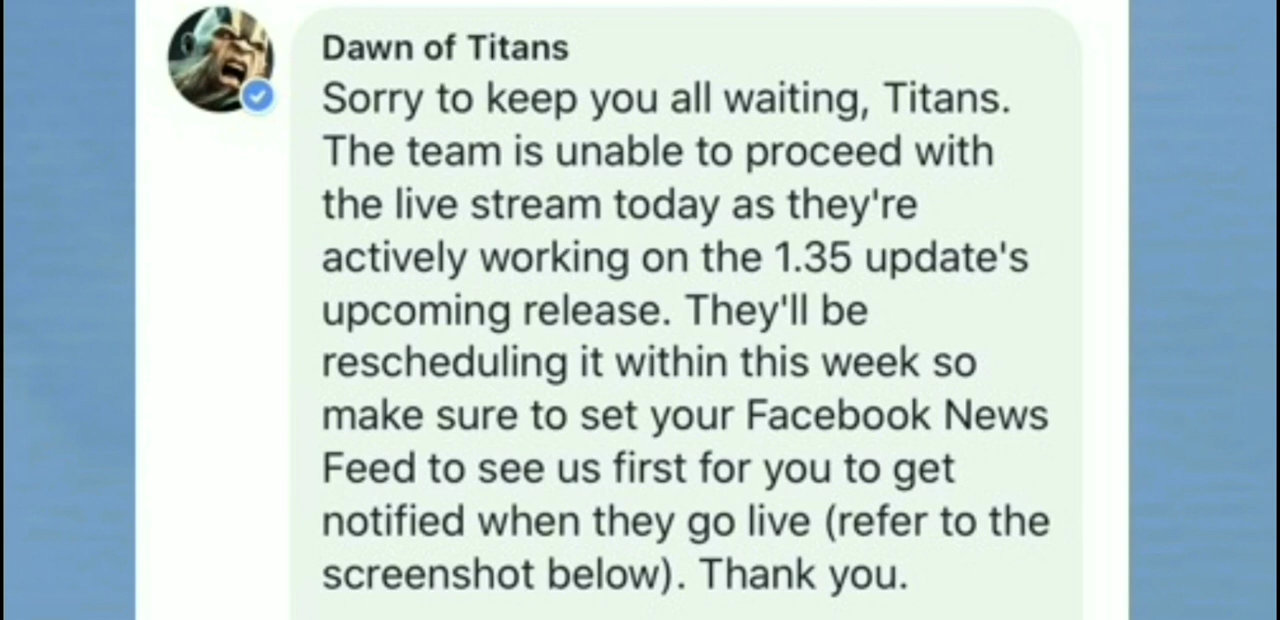 Dawn of Titans
Sorry to keep you all waiting, Titans.
The team is unable to proceed with
the live stream today as they're
actively working on the 1.35 update's
upcoming release. They'll be
rescheduling it within this week so
make sure to set your Facebook News
Feed to see us first for you to get
notified when they go live (refer to the
screenshot below). Thank you.